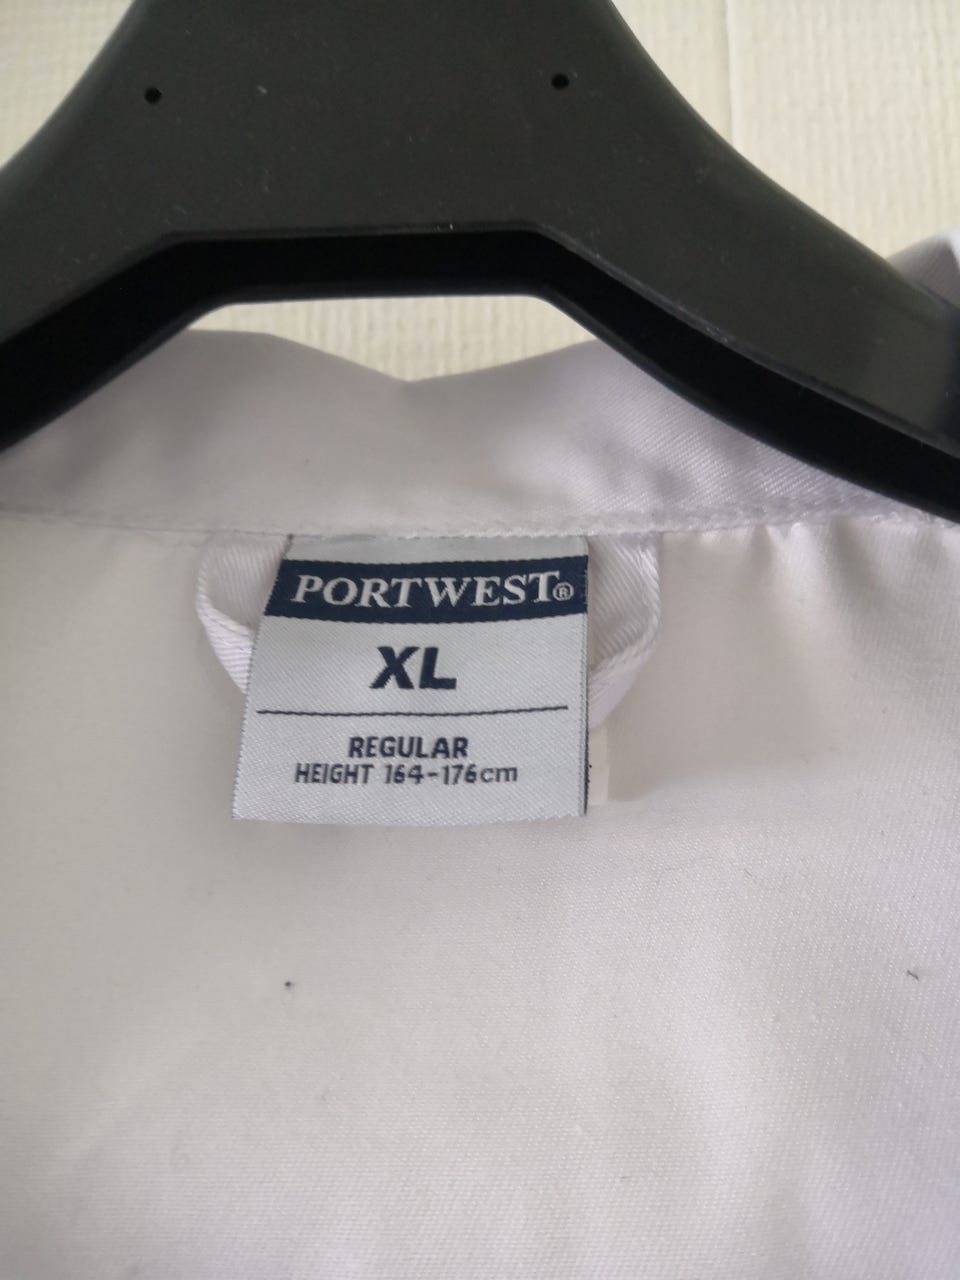 PORTWEST®
XL
REGULAR
HEIGHT 164-176cm